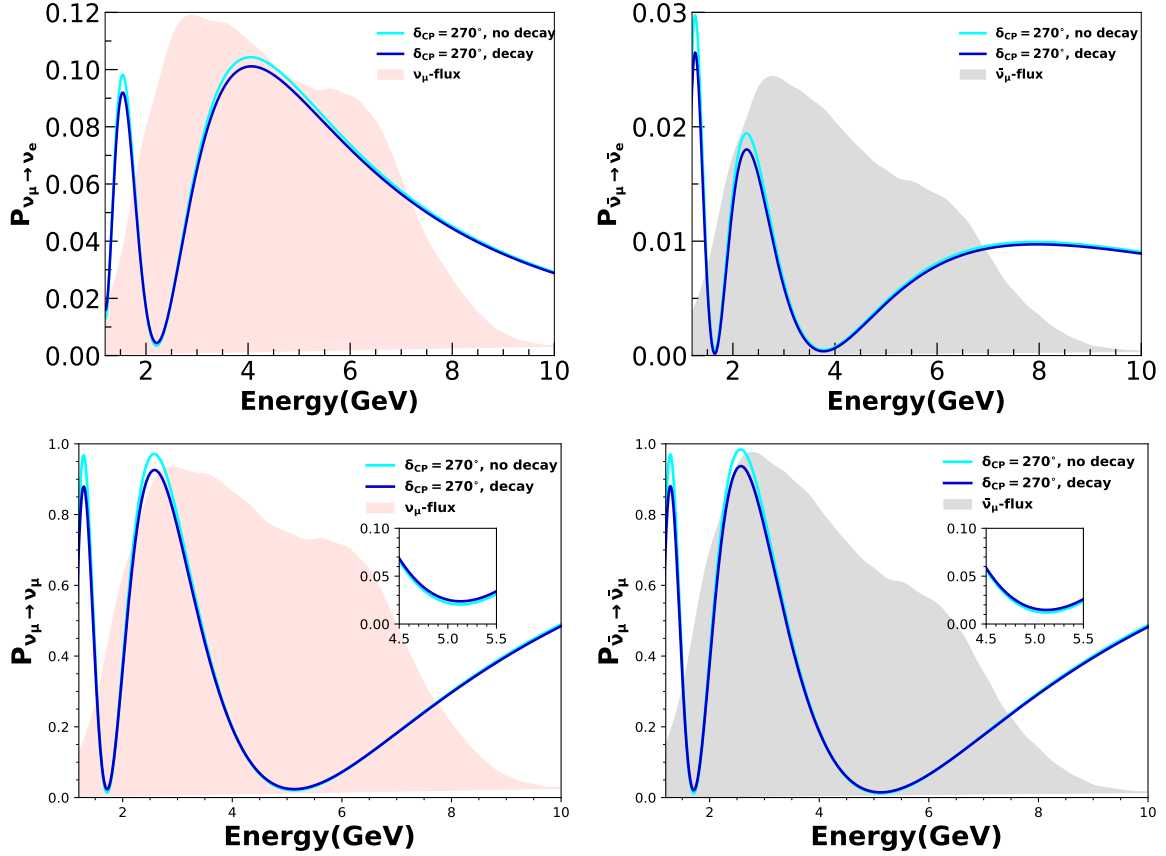 0.12
0.10
0.08
0.06
0.04
0.02
0.00
P_{ν_μ → ν_e}
δ_CP = 270°, no decay
δ_CP = 270°, decay
ν_μ-flux
2 4 6 8 10
Energy(GeV)
0.03
0.02
0.01
0.00
P_{ν̄_μ → ν̄_e}
δ_CP = 270°, no decay
δ_CP = 270°, decay
ν̄_μ-flux
2 4 6 8 10
Energy(GeV)
1.0
0.8
0.6
0.4
0.2
0.0
P_{ν_μ → ν_μ}
δ_CP = 270°, no decay
δ_CP = 270°, decay
ν_μ-flux
0.10
0.05
0.00
4.5 5.0 5.5
2 4 6 8 10
Energy(GeV)
1.0
0.8
0.6
0.4
0.2
0.0
P_{ν̄_μ → ν̄_μ}
δ_CP = 270°, no decay
δ_CP = 270°, decay
ν̄_μ-flux
0.10
0.05
0.00
4.5 5.0 5.5
2 4 6 8 10
Energy(GeV)